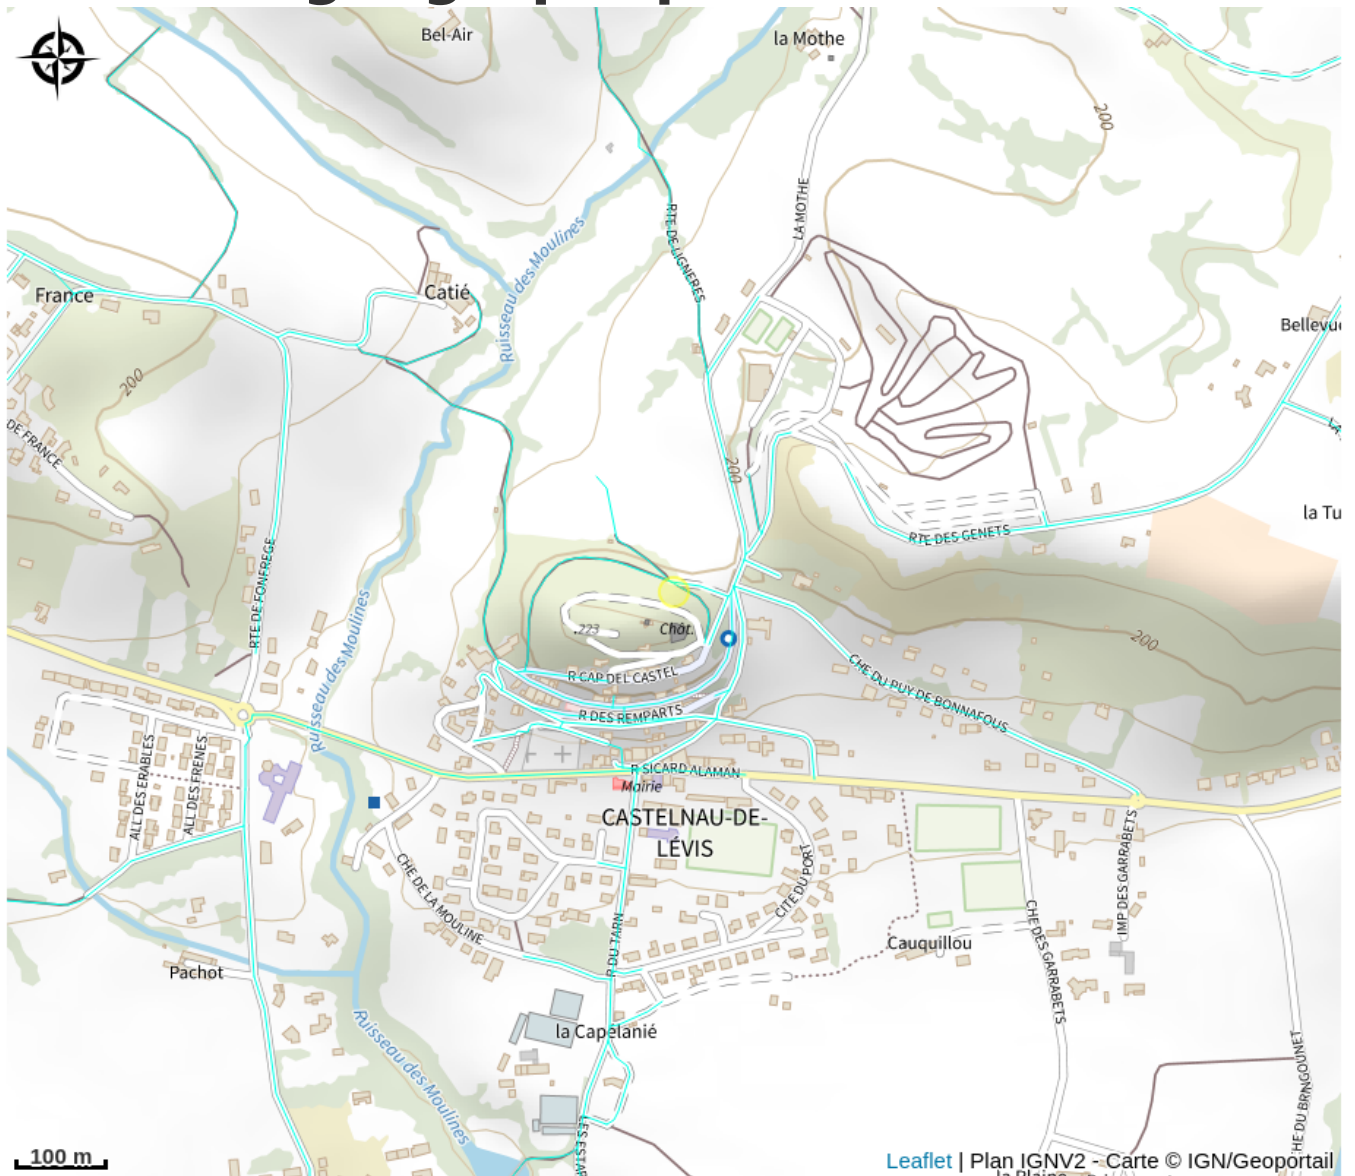 Bel-Air
la Mothe
200
LA MOTHE
RTE DE LIGNERES
Ruisseau des Moulines
France
Catié
Bellevue
200
DE FRANCE
200
la Tu
RTE DES GENETS
RTE DE FONFREGE
Ruisseau des Moulines
.223
Chât.
200
R CAP DEL CASTEL
CHE DU PUY DE BONNAFOUS
R DES REMPARTS
R SICARD ALAMAN
Mairie
ALL DES ERABLES
ALL DES FRENES
CASTELNAU-DE-
LÉVIS
CHE DE LA MOULINE
CITE DU PORT
IMP DES GARRABETS
R DU TARN
Cauquillou
CHE DES GARRABETS
Pachot
Ruisseau des Moulines
la Capelanié
CHE DU BRINGOUNET
100 m
Leaflet | Plan IGNV2 - Carte © IGN/Geoportail